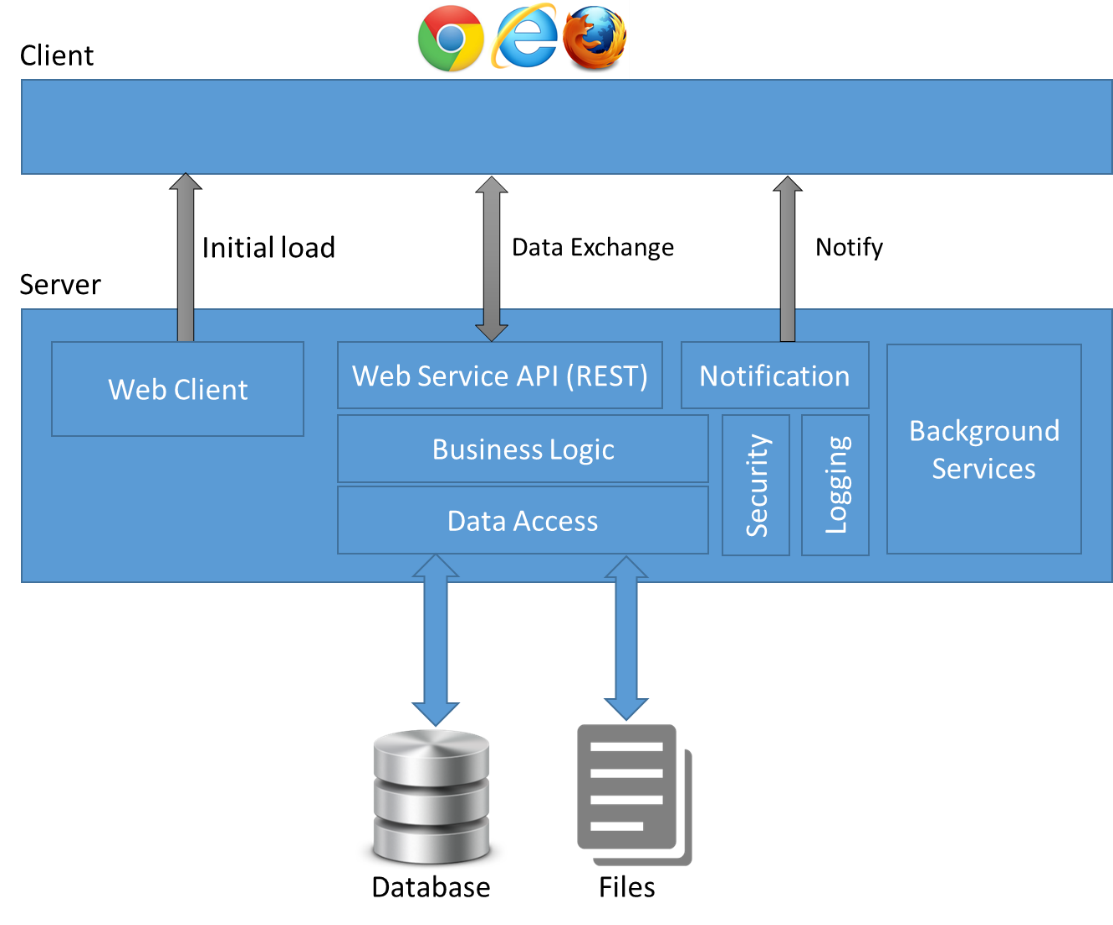 Client
Initial load
Data Exchange
Notify
Server
Web Client
Web Service API (REST)
Notification
Business Logic
Data Access
Security
Logging
Background
Services
Database
Files